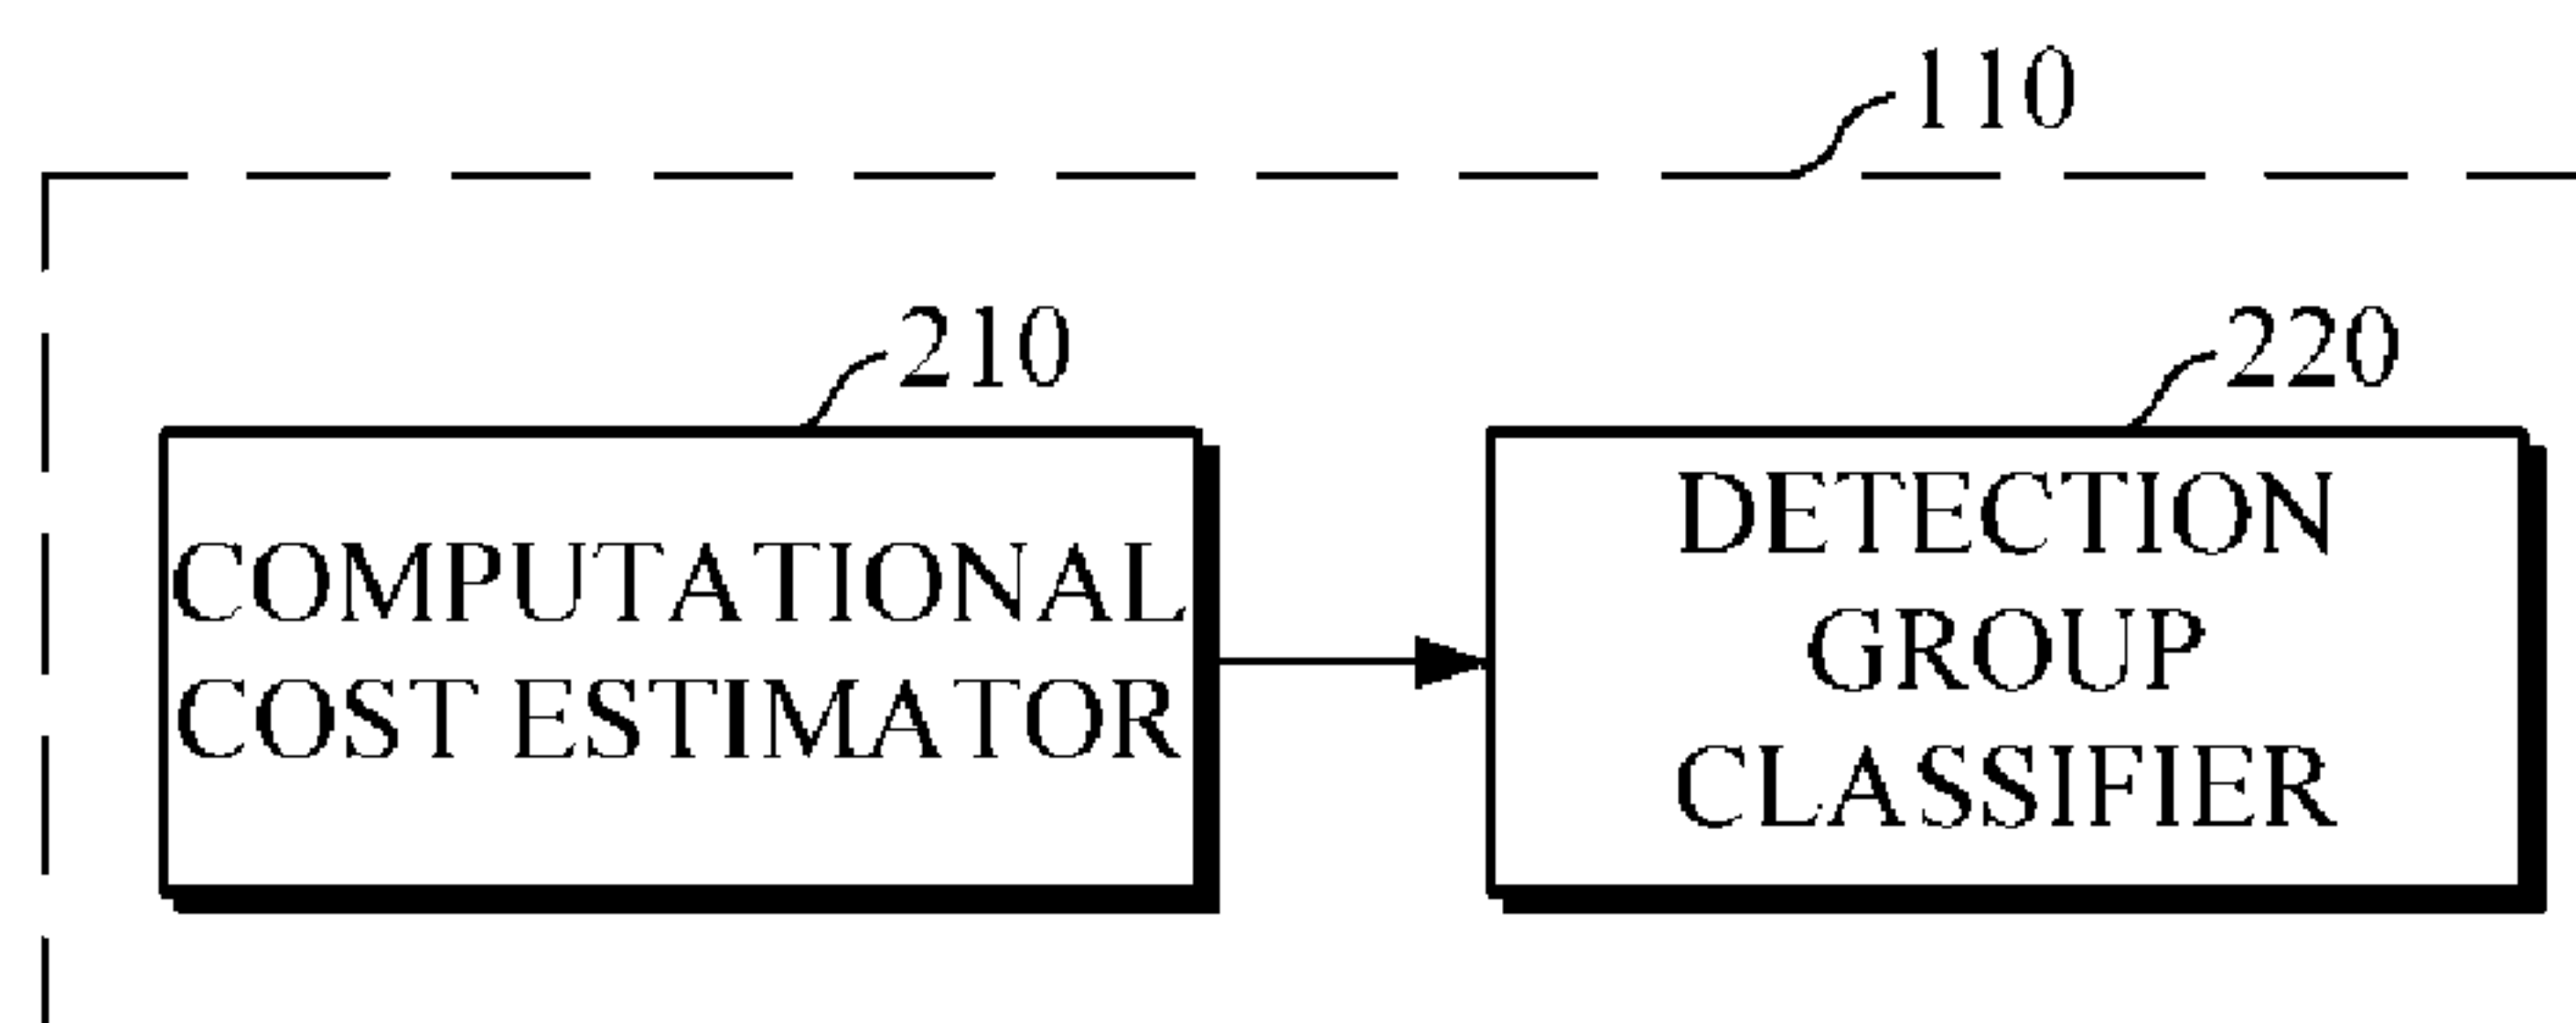 110
210
220
COMPUTATIONAL
COST ESTIMATOR
DETECTION
GROUP
CLASSIFIER